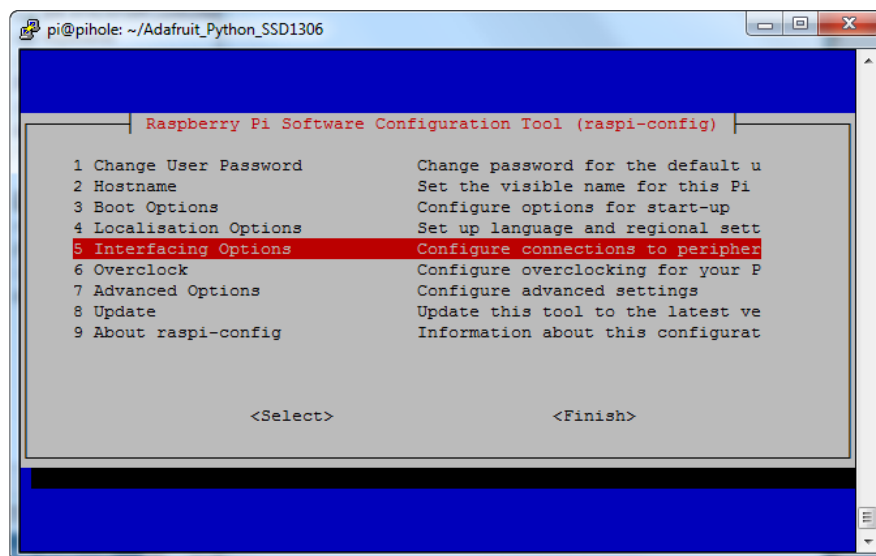 pi@pihole: ~/Adafruit_Python_SSD1306
Raspberry Pi Software Configuration Tool (raspi-config)
1 Change User Password Change password for the default u
2 Hostname Set the visible name for this Pi
3 Boot Options Configure options for start-up
4 Localisation Options Set up language and regional sett
5 Interfacing Options Configure connections to peripher
6 Overclock Configure overclocking for your P
7 Advanced Options Configure advanced settings
8 Update Update this tool to the latest ve
9 About raspi-config Information about this configurat
<Select> <Finish>